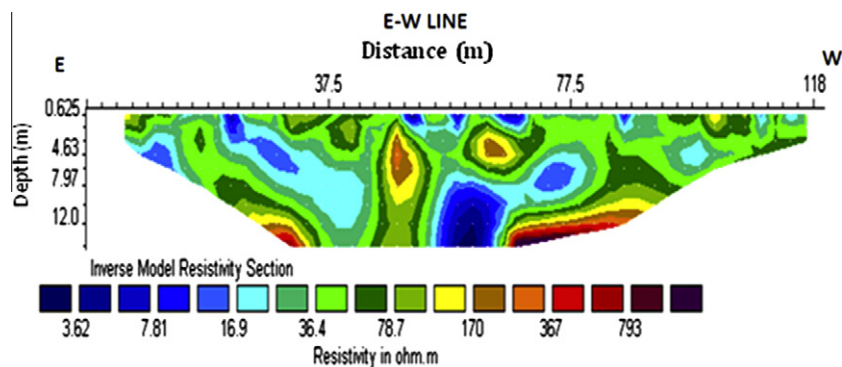 E-W LINE
Distance (m)
E
W
37.5
77.5
118
Depth (m)
0.625
4.63
7.97
12.0
Inverse Model Resistivity Section
3.62 7.81 16.9 36.4 78.7 170 367 793
Resistivity in ohm.m